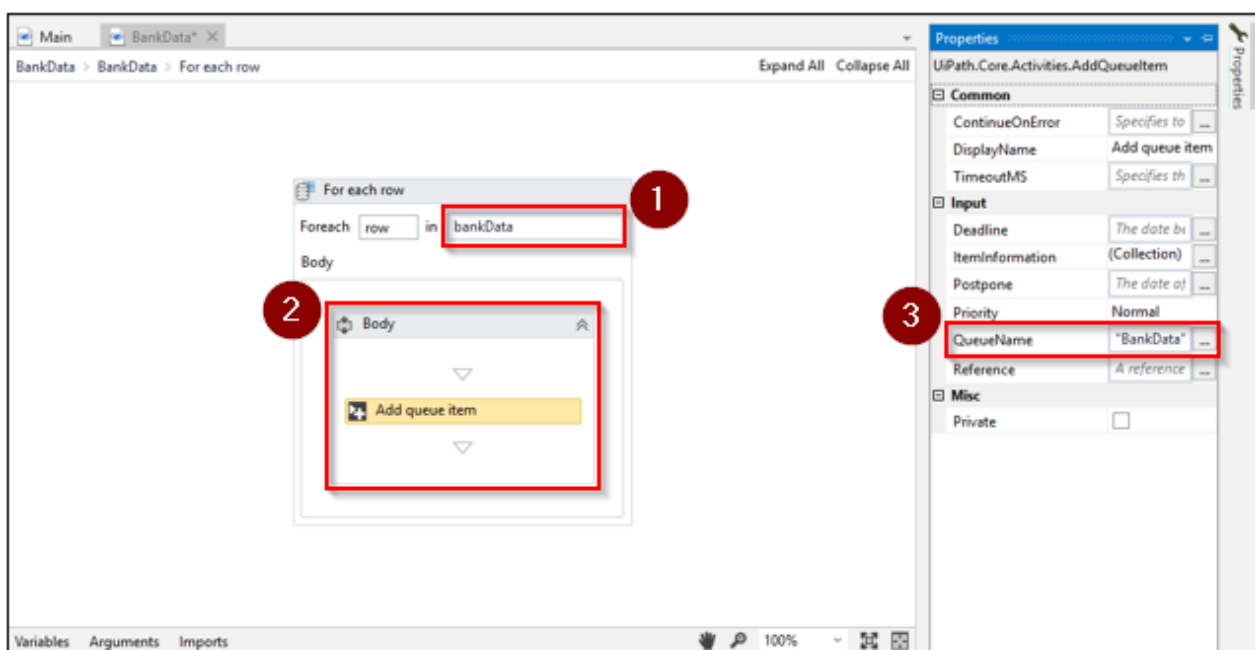 Main
BankData*
BankData > BankData > For each row
Expand All Collapse All
For each row
Foreach row in bankData
1
Body
2
Body
Add queue item
Variables Arguments Imports
100%
Properties
UiPath.Core.Activities.AddQueueItem
Common
ContinueOnError Specifies to ...
DisplayName Add queue item
TimeoutMS Specifies th ...
Input
Deadline The date be ...
ItemInformation (Collection) ...
Postpone The date af ...
3
Priority Normal
QueueName "BankData" ...
Reference A reference ...
Misc
Private
Properties